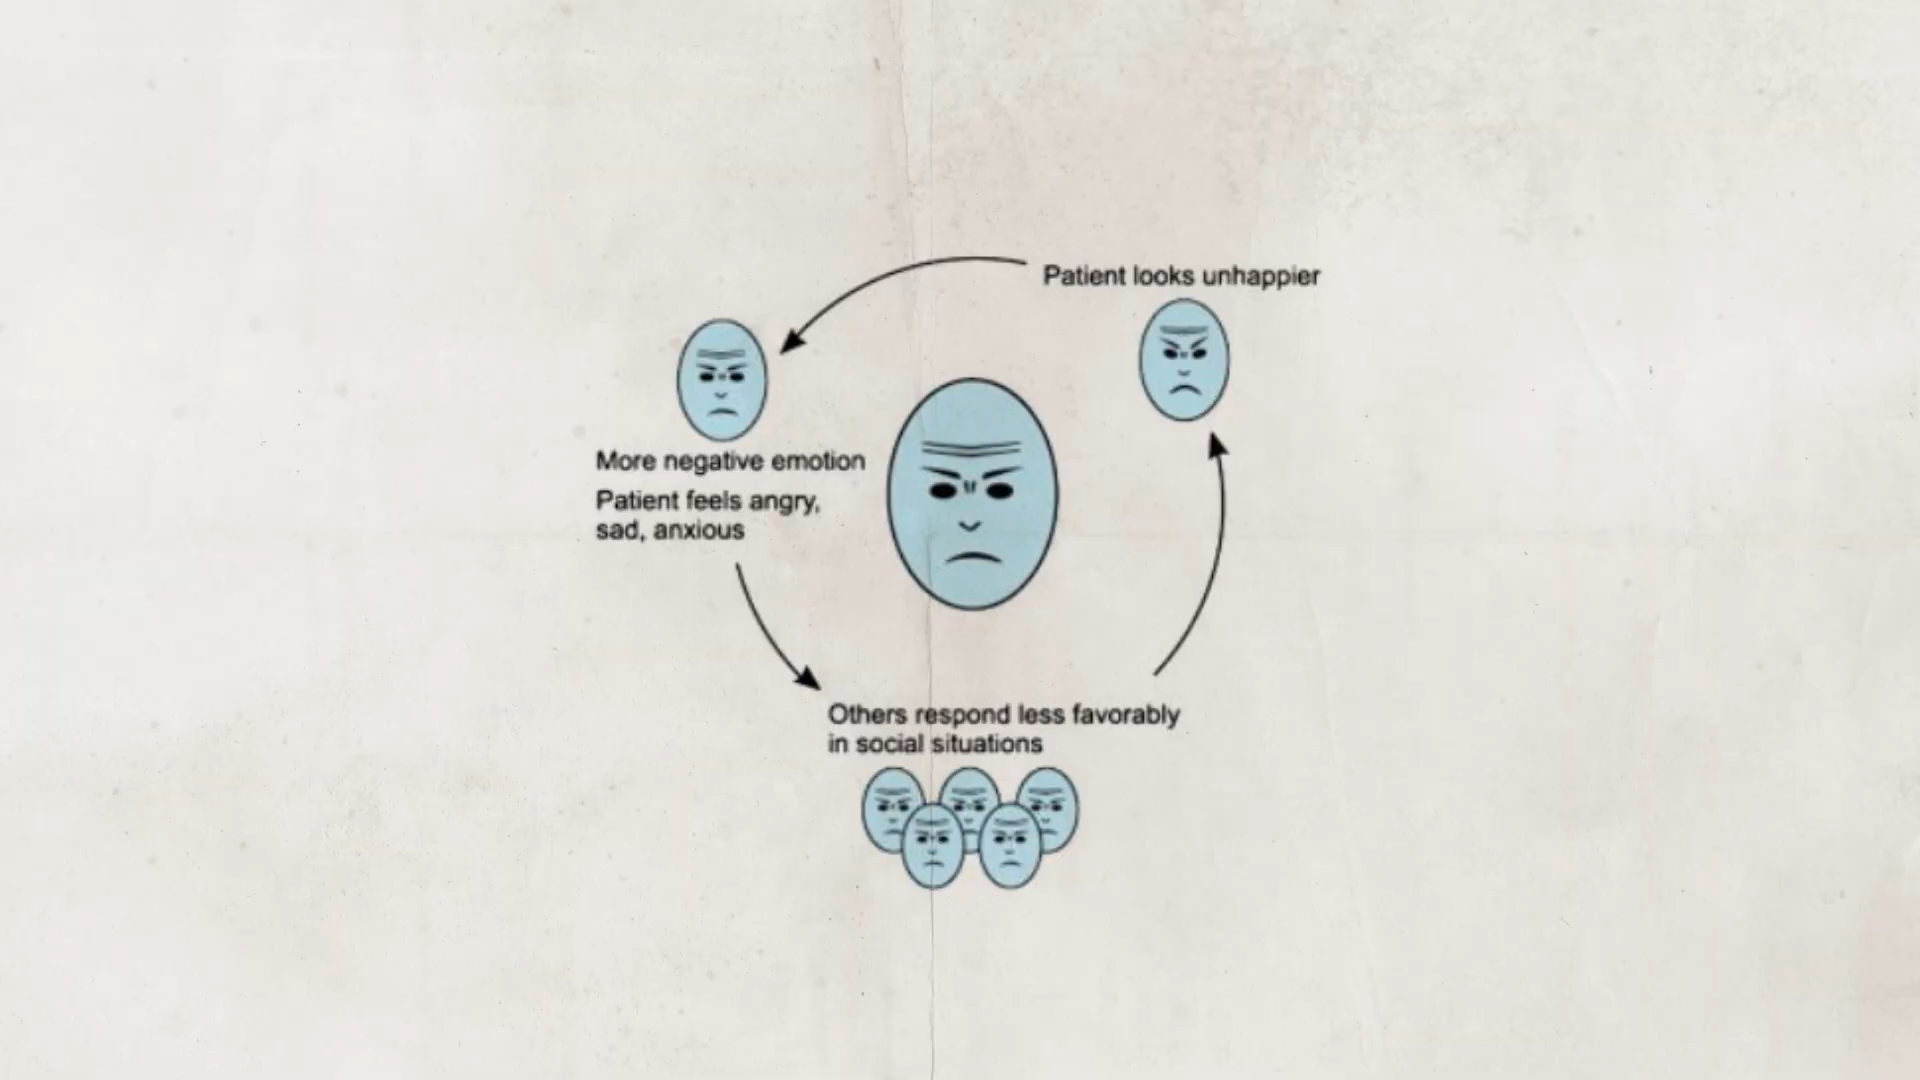 Patient looks unhappier
More negative emotion
Patient feels angry,
sad, anxious
Others respond less favorably
in social situations